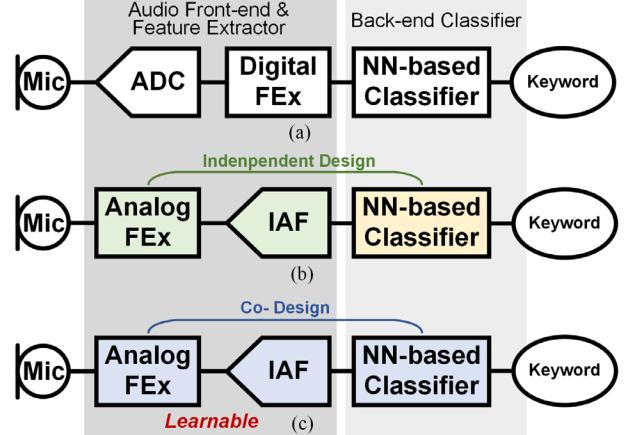 Audio Front-end &
Feature Extractor
Back-end Classifier
Mic
ADC
Digital
FEx
NN-based
Classifier
Keyword
(a)
Indenpendent Design
Mic
Analog
FEx
IAF
NN-based
Classifier
Keyword
(b)
Co- Design
Mic
Analog
FEx
IAF
NN-based
Classifier
Keyword
Learnable
(c)